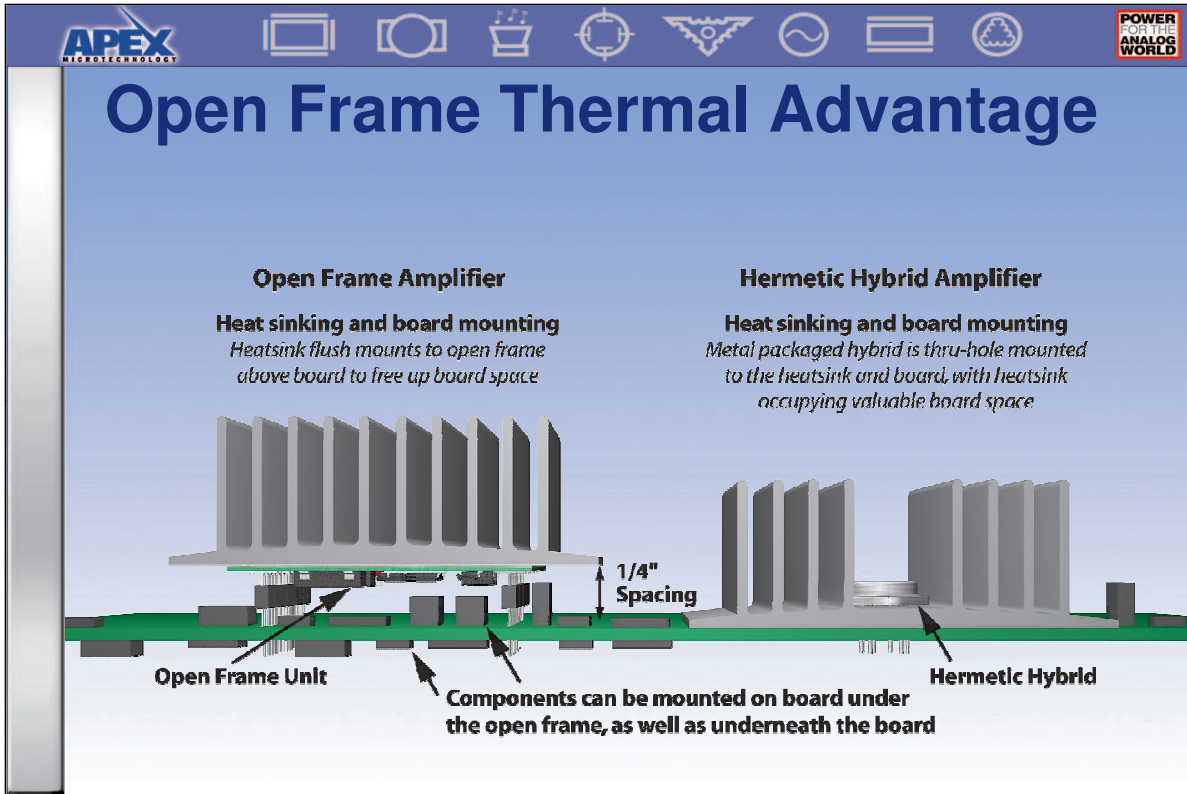 APEX
MICROTECHNOLOGY
POWER
FOR THE
ANALOG
WORLD
Open Frame Thermal Advantage
Open Frame Amplifier
Heat sinking and board mounting
Heatsink flush mounts to open frame
above board to free up board space
Hermetic Hybrid Amplifier
Heat sinking and board mounting
Metal packaged hybrid is thru-hole mounted
to the heatsink and board, with heatsink
occupying valuable board space
1/4"
Spacing
Open Frame Unit
Hermetic Hybrid
Components can be mounted on board under
the open frame, as well as underneath the board